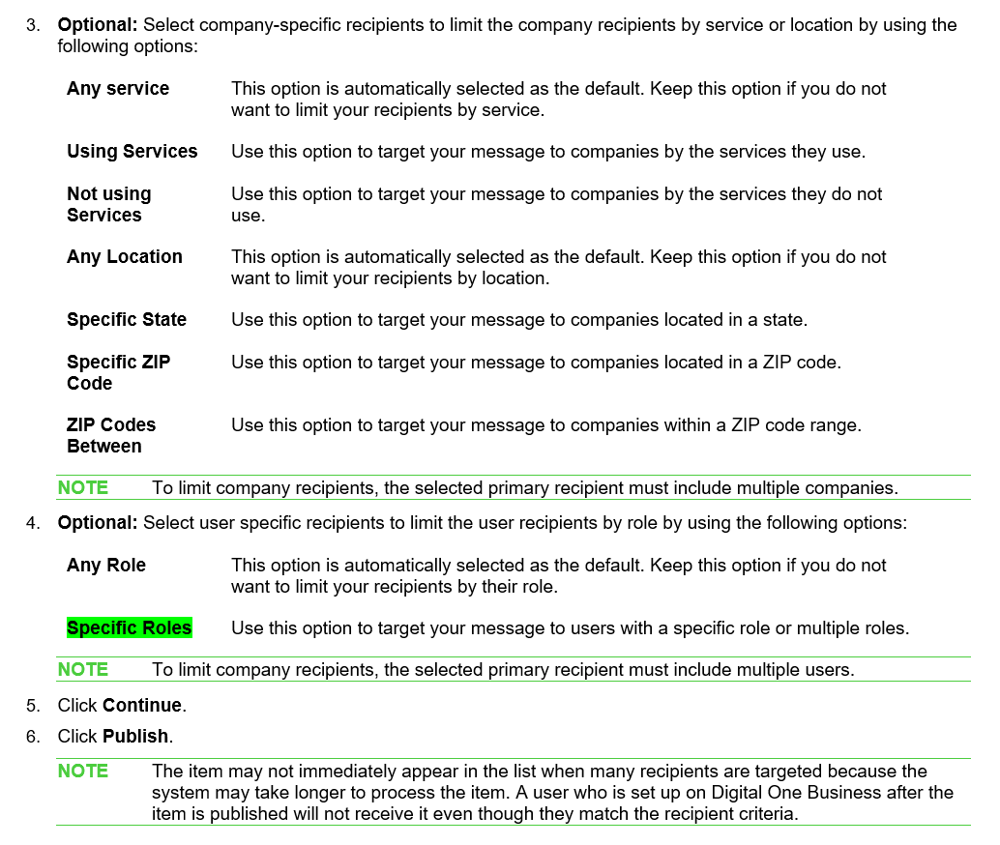 3. Optional: Select company-specific recipients to limit the company recipients by service or location by using the
following options:
Any service This option is automatically selected as the default. Keep this option if you do not
want to limit your recipients by service.
Using Services Use this option to target your message to companies by the services they use.
Not using Use this option to target your message to companies by the services they do not
Services use.
Any Location This option is automatically selected as the default. Keep this option if you do not
want to limit your recipients by location.
Specific State Use this option to target your message to companies located in a state.
Specific ZIP Use this option to target your message to companies located in a ZIP code.
Code
ZIP Codes Use this option to target your message to companies within a ZIP code range.
Between
NOTE To limit company recipients, the selected primary recipient must include multiple companies.
4. Optional: Select user specific recipients to limit the user recipients by role by using the following options:
Any Role This option is automatically selected as the default. Keep this option if you do not
want to limit your recipients by their role.
Specific Roles Use this option to target your message to users with a specific role or multiple roles.
NOTE To limit company recipients, the selected primary recipient must include multiple users.
5. Click Continue.
6. Click Publish.
NOTE The item may not immediately appear in the list when many recipients are targeted because the
system may take longer to process the item. A user who is set up on Digital One Business after the
item is published will not receive it even though they match the recipient criteria.